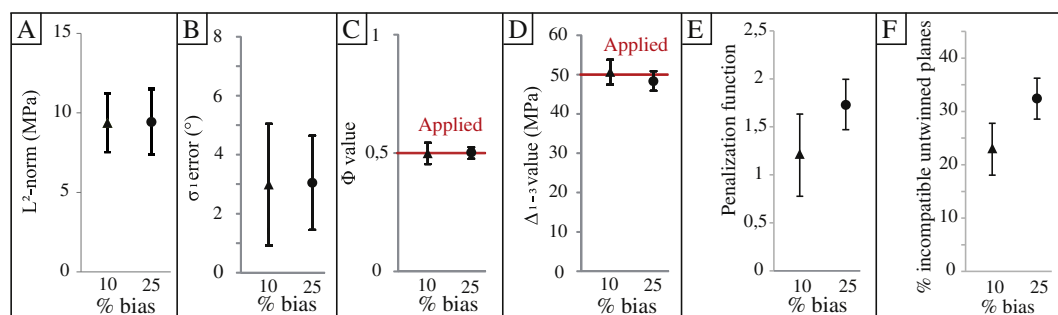 A
L²-norm (MPa)
15
10
5
0
10 25
% bias
B
σ1 error (°)
8
6
4
2
0
10 25
% bias
C
Φ value
1
0,5
0
Applied
10 25
% bias
D
Δ1-3 value (MPa)
60
50
40
30
20
10
0
Applied
10 25
% bias
E
Penalization function
2.5
2
1.5
1
0,5
0
10 25
% bias
F
% incompatible untwinned planes
40
30
20
10
0
10 25
% bias